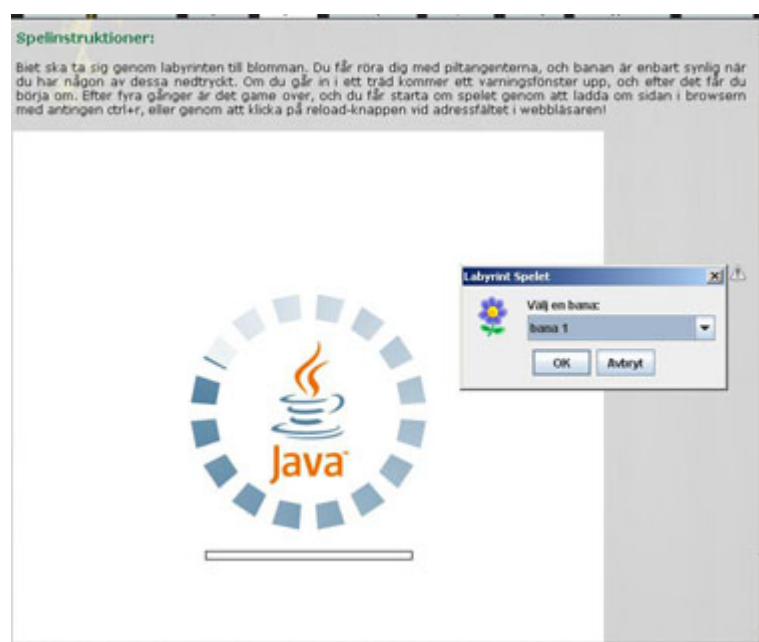 Spelinstruktioner:
Biet ska ta sig genom labyrinten till blomman. Du får röra dig med piltangenterna, och banan är enbart synlig när
du har någon av dessa nedtryckt. Om du går in i ett träd kommer ett varningsfönster upp, och efter det får du
börja om. Efter fyra gånger är det game over, och du får starta om spelet genom att ladda om sidan i browsern
med antingen ctrl+r, eller genom att klicka på reload-knappen vid adressfältet i webbläsaren!
Labyrint Spelet
Välj en bana:
bana 1
OK Avbryt
Java